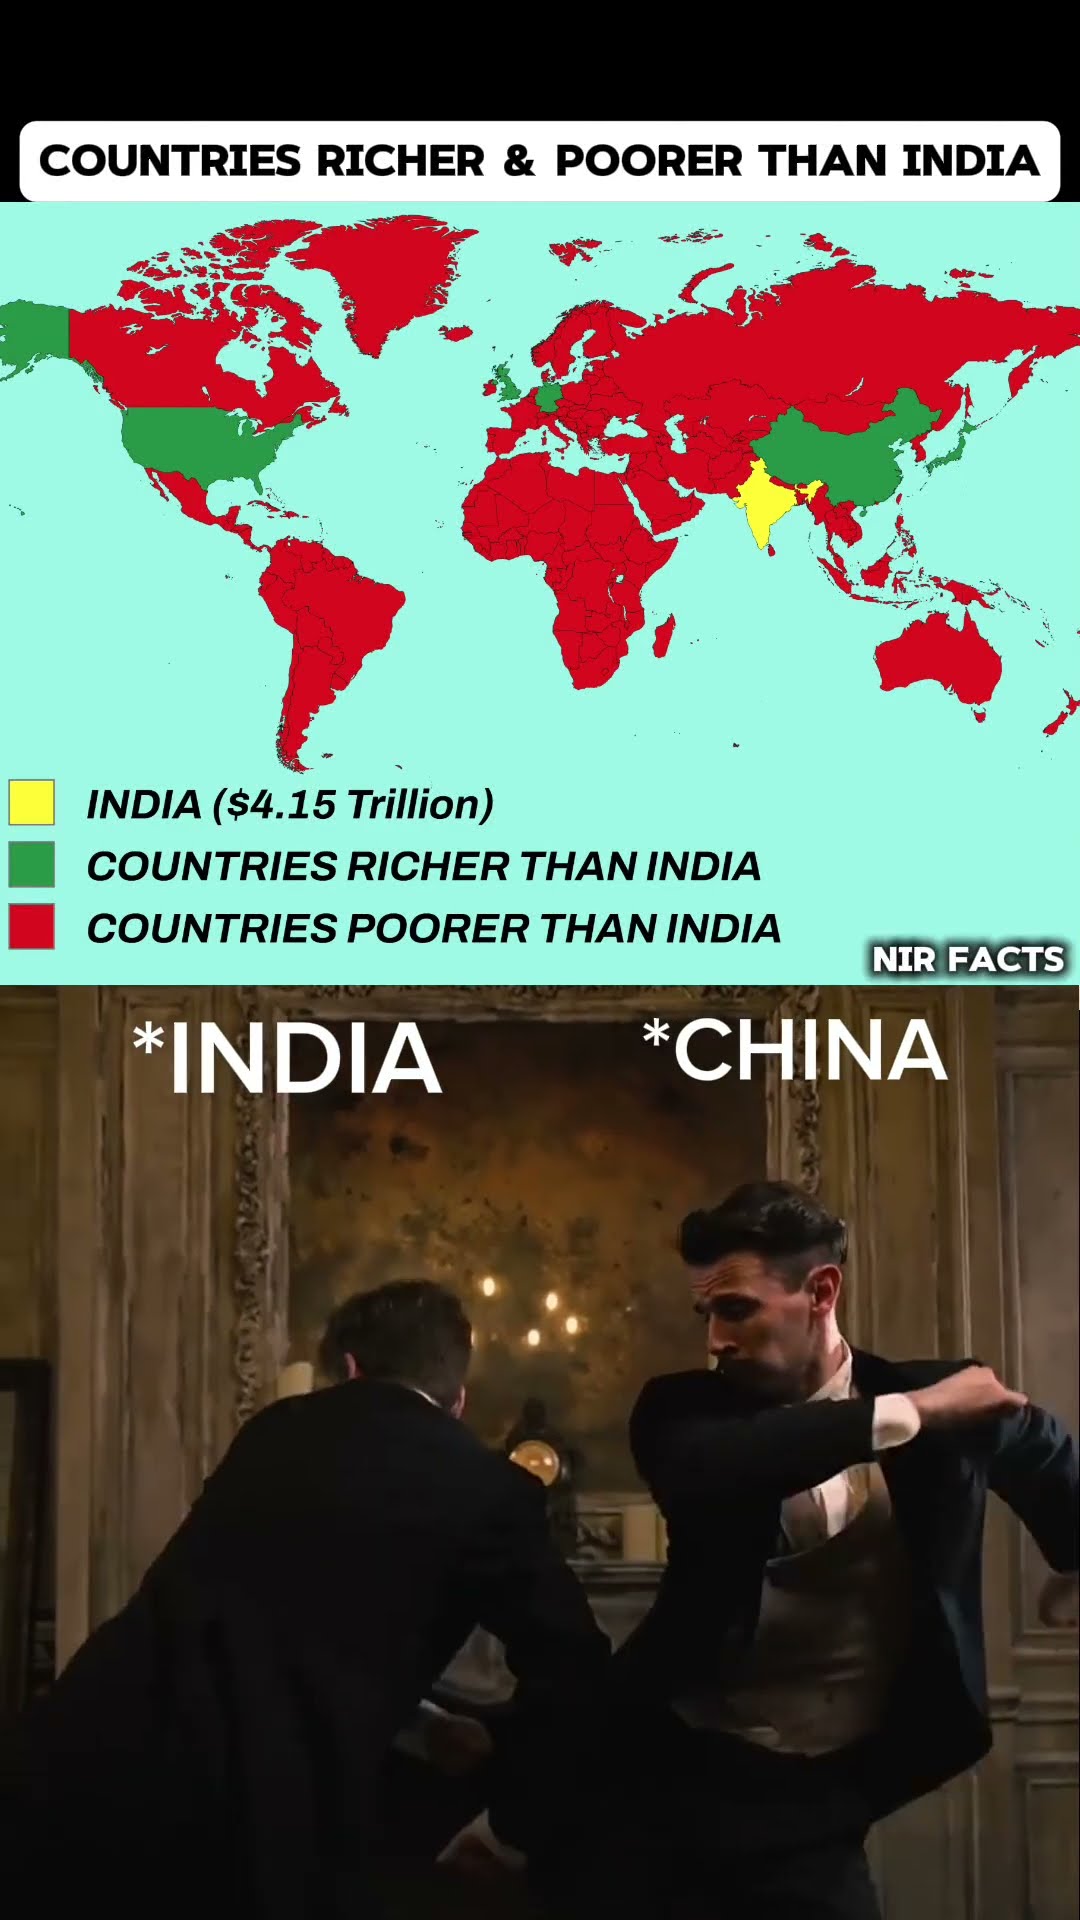 COUNTRIES RICHER & POORER THAN INDIA
INDIA ($4.15 Trillion)
COUNTRIES RICHER THAN INDIA
COUNTRIES POORER THAN INDIA
NIR FACTS
*INDIA
*CHINA